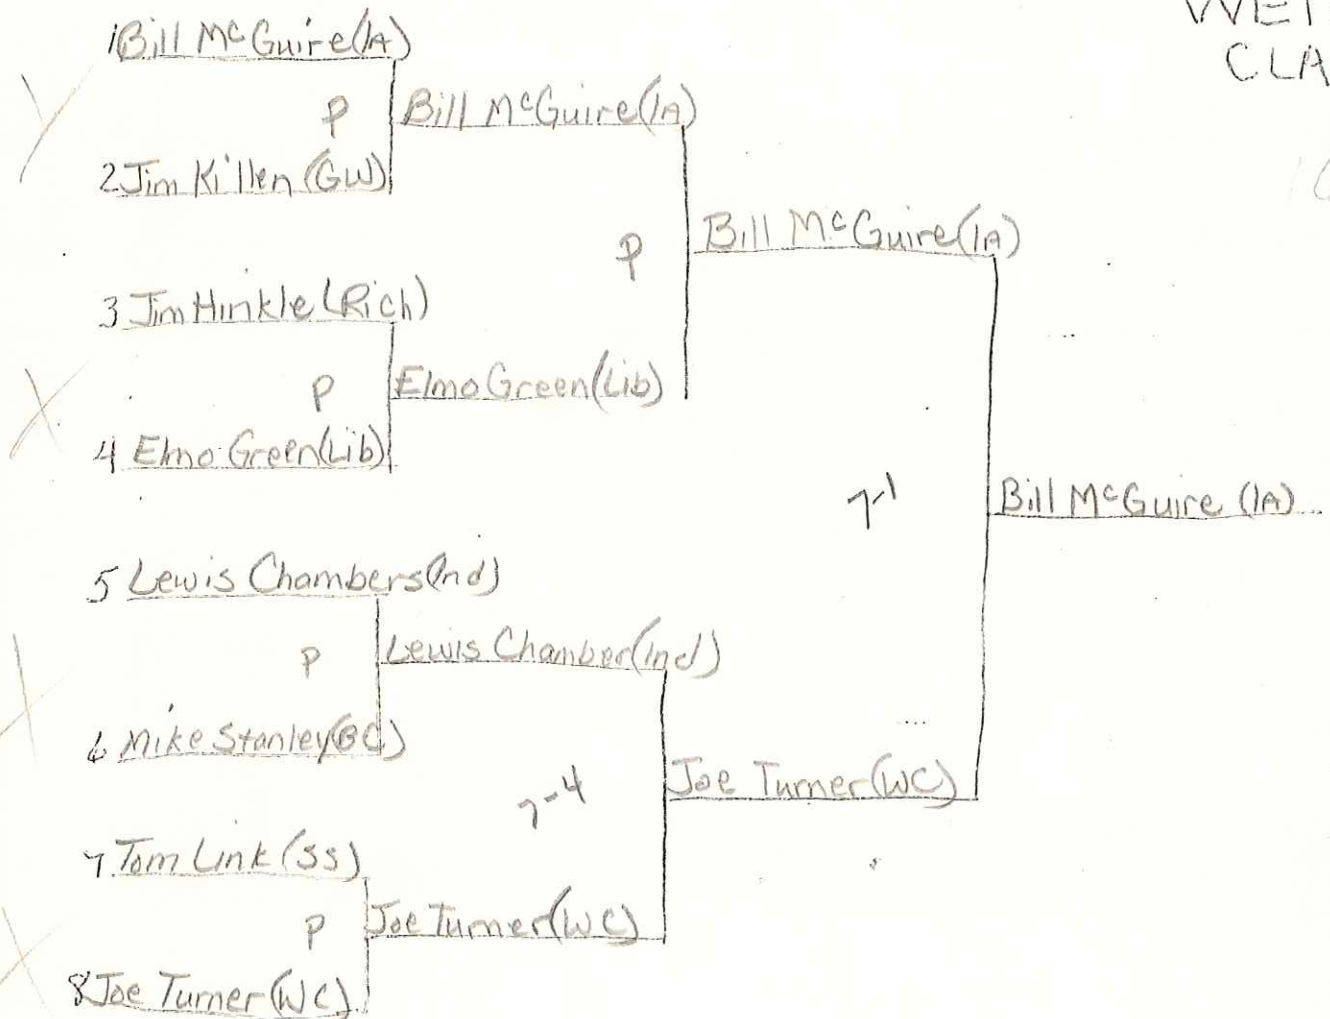 1 Bill McGuire (IA)
P
Bill McGuire (IA)
2 Jim Killen (GW)
P
Bill McGuire (IA)
3 Jim Hinkle (Rich)
P
Elmo Green (Lib)
4 Elmo Green (Lib)
7-1
Bill McGuire (IA)
5 Lewis Chambers (Ind)
P
Lewis Chamber (Ind)
6 Mike Stanley (BC)
7-4
Joe Turner (WC)
7. Tom Link (SS)
P
Joe Turner (WC)
8 Joe Turner (WC)
CLA